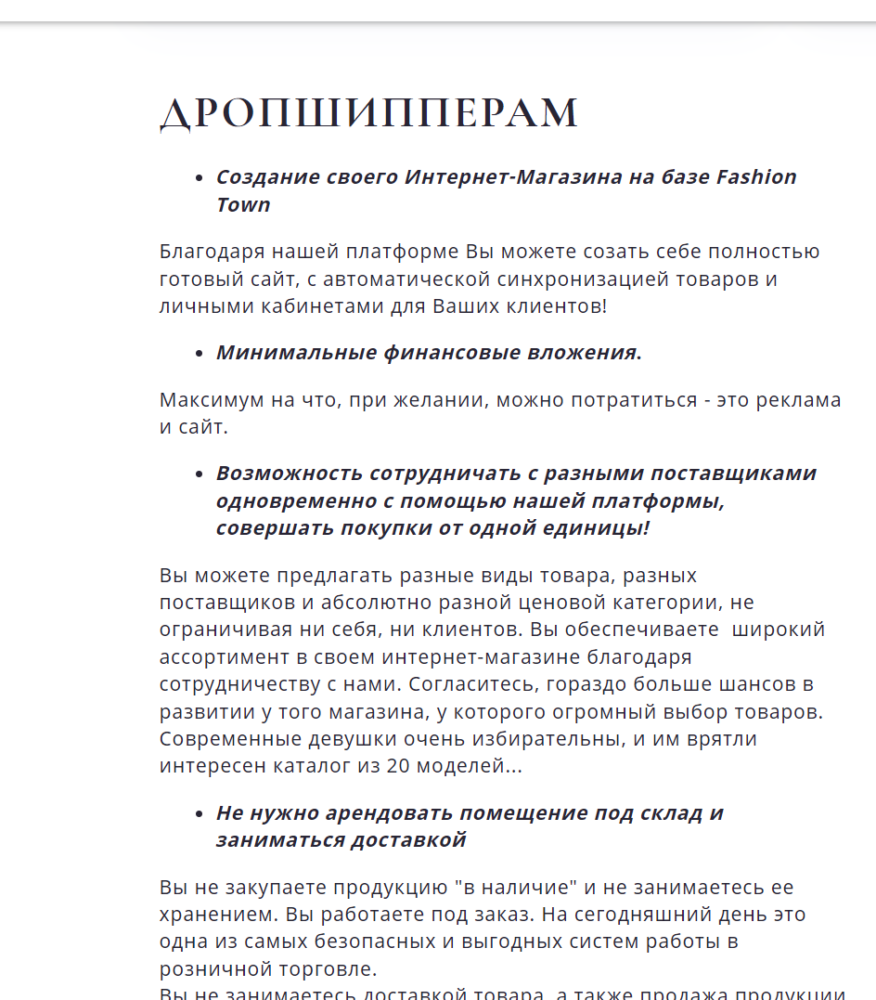 ДРОПШИППЕРАМ
Создание своего Интернет-Магазина на базе Fashion
Town
Благодаря нашей платформе Вы можете созать себе полностью
готовый сайт, с автоматической синхронизацией товаров и
личными кабинетами для Ваших клиентов!
Минимальные финансовые вложения.
Максимум на что, при желании, можно потратиться - это реклама
и сайт.
Возможность сотрудничать с разными поставщиками
одновременно с помощью нашей платформы,
совершать покупки от одной единицы!
Вы можете предлагать разные виды товара, разных
поставщиков и абсолютно разной ценовой категории, не
ограничивая ни себя, ни клиентов. Вы обеспечиваете  широкий
ассортимент в своем интернет-магазине благодаря
сотрудничеству с нами. Согласитесь, гораздо больше шансов в
развитии у того магазина, у которого огромный выбор товаров.
Современные девушки очень избирательны, и им врятли
интересен каталог из 20 моделей...
Не нужно арендовать помещение под склад и
заниматься доставкой
Вы не закупаете продукцию "в наличие" и не занимаетесь ее
хранением. Вы работаете под заказ. На сегодняшний день это
одна из самых безопасных и выгодных систем работы в
розничной торговле.
Вы не занимаетесь доставкой товара, а также продажа продукции